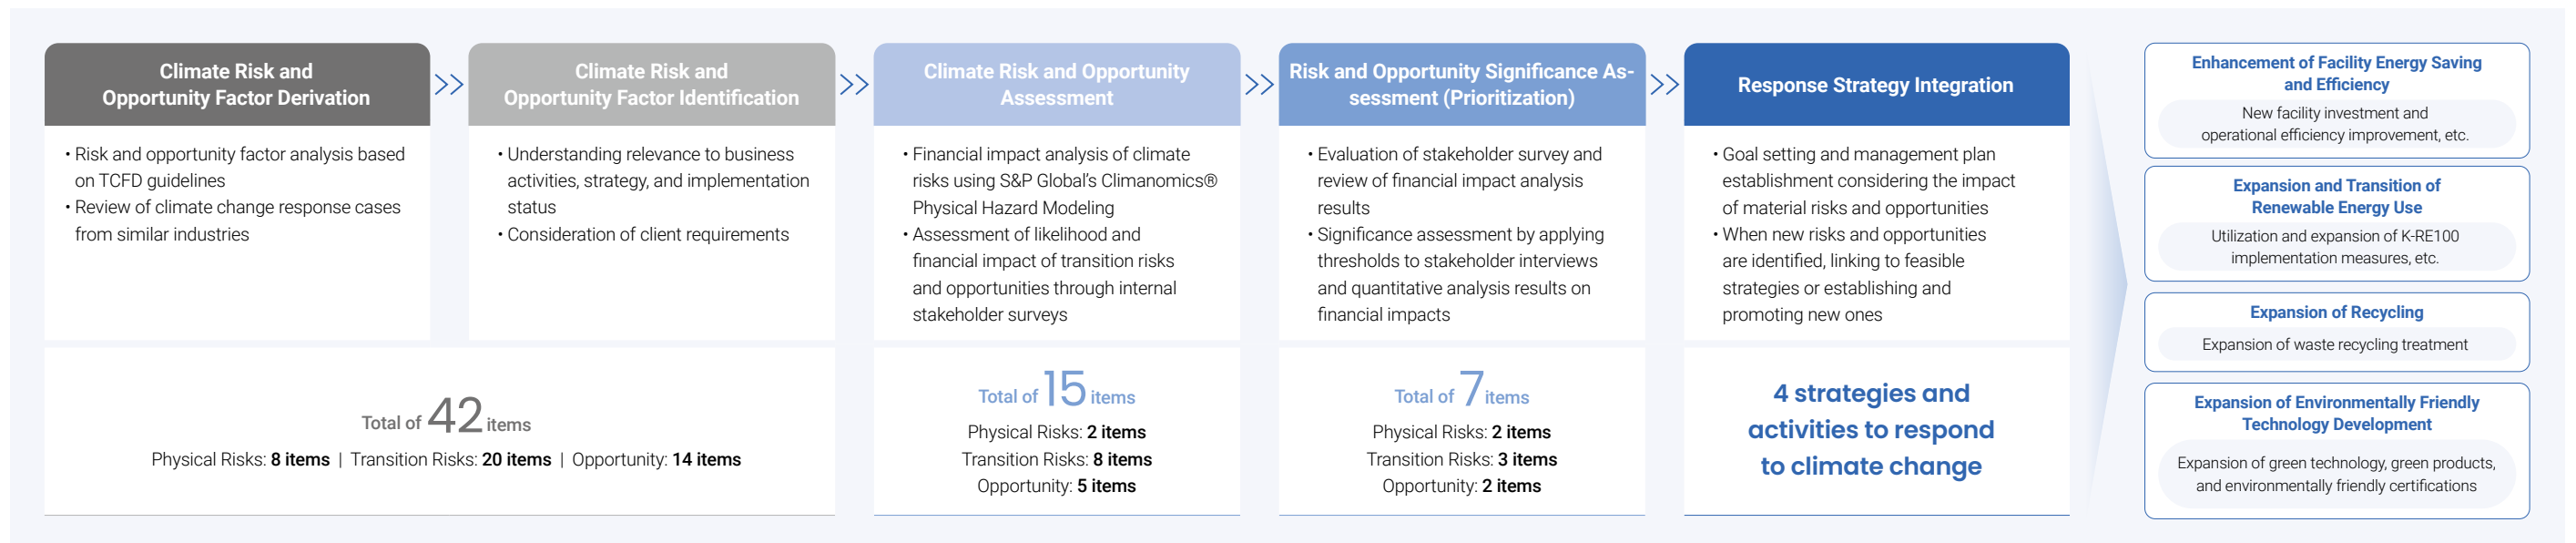 Climate Risk and
Opportunity Factor Derivation
• Risk and opportunity factor analysis based
on TCFD guidelines
• Review of climate change response cases
from similar industries
Climate Risk and
Opportunity Factor Identification
• Understanding relevance to business
activities, strategy, and implementation
status
• Consideration of client requirements
Total of 42 items
Physical Risks: 8 items | Transition Risks: 20 items | Opportunity: 14 items
Climate Risk and Opportunity
Assessment
• Financial impact analysis of climate
risks using S&P Global’s Climanomics®
Physical Hazard Modeling
• Assessment of likelihood and
financial impact of transition risks
and opportunities through internal
stakeholder surveys
Total of 15 items
Physical Risks: 2 items
Transition Risks: 8 items
Opportunity: 5 items
Risk and Opportunity Significance As-
sessment (Prioritization)
• Evaluation of stakeholder survey and
review of financial impact analysis
results
• Significance assessment by applying
thresholds to stakeholder interviews
and quantitative analysis results on
financial impacts
Total of 7 items
Physical Risks: 2 items
Transition Risks: 3 items
Opportunity: 2 items
Response Strategy Integration
• Goal setting and management plan
establishment considering the impact
of material risks and opportunities
• When new risks and opportunities
are identified, linking to feasible
strategies or establishing and
promoting new ones
4 strategies and
activities to respond
to climate change
Enhancement of Facility Energy Saving
and Efficiency
New facility investment and
operational efficiency improvement, etc.
Expansion and Transition of
Renewable Energy Use
Utilization and expansion of K-RE100
implementation measures, etc.
Expansion of Recycling
Expansion of waste recycling treatment
Expansion of Environmentally Friendly
Technology Development
Expansion of green technology, green products,
and environmentally friendly certifications